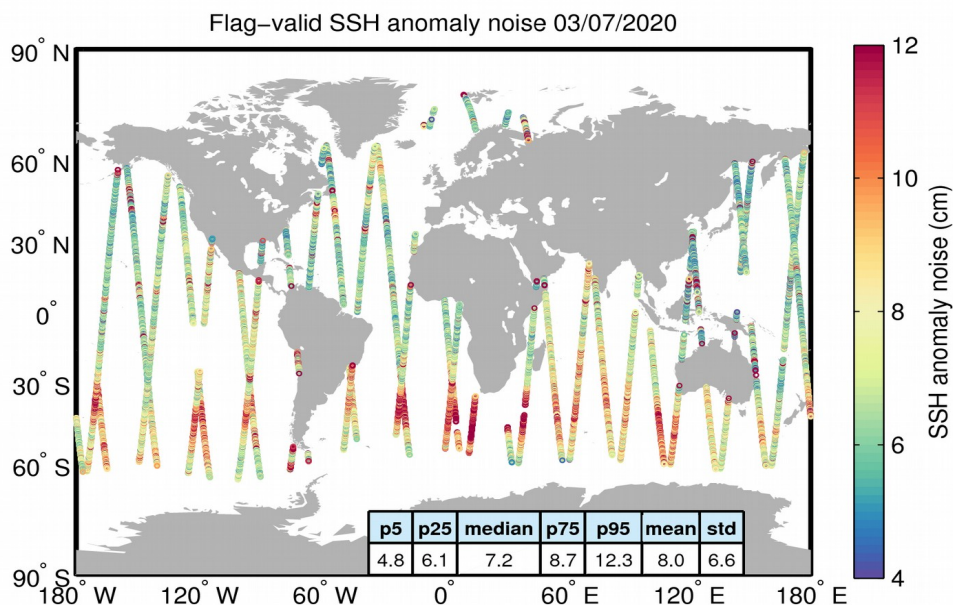 Flag−valid SSH anomaly noise 03/07/2020
90° N
60° N
30° N
0°
30° S
60° S
90° S
180° W
120° W
60° W
0°
60° E
120° E
180° E
12
10
8
6
4
SSH anomaly noise (cm)
p5 p25 median p75 p95 mean std
4.8 6.1 7.2 8.7 12.3 8.0 6.6